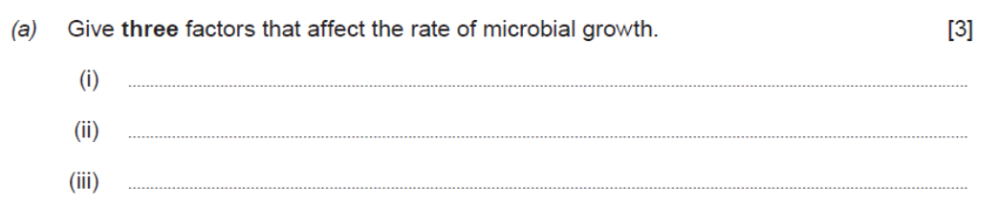 (a) Give three factors that affect the rate of microbial growth. [3]
(i)
(ii)
(iii)